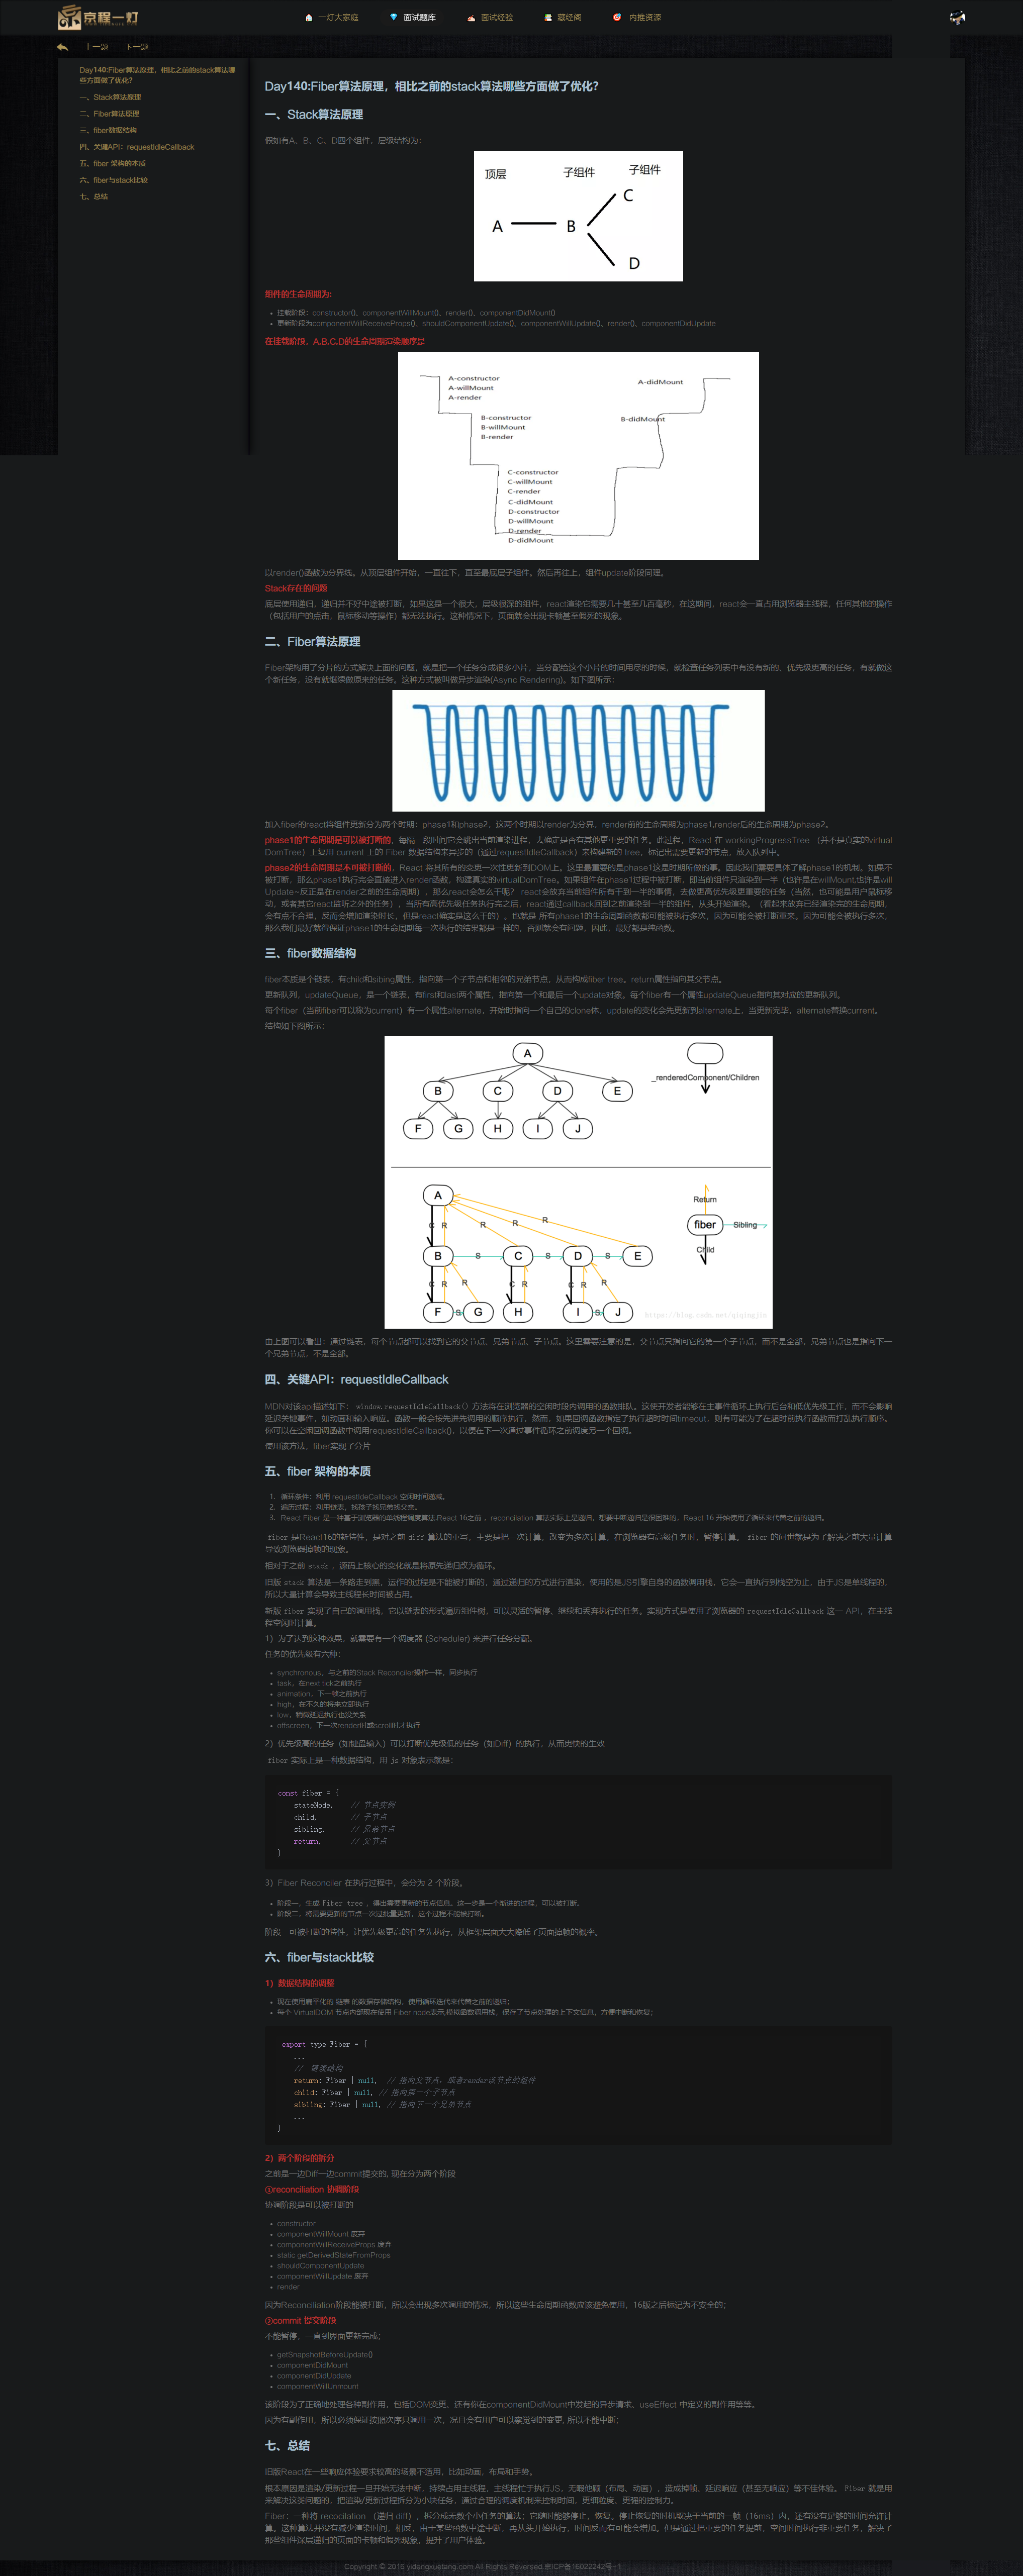 京程一灯
一灯大家庭
面试题库
面试经验
藏经阁
内推资源
上一题
下一题
Day140:Fiber算法原理，相比之前的stack算法哪
些方面做了优化?
一、Stack算法原理
二、Fiber算法原理
三、fiber数据结构
四、关键API：requestIdleCallback
五、fiber 架构的本质
六、fiber与stack比较
七、总结
Day140:Fiber算法原理，相比之前的stack算法哪些方面做了优化?
一、Stack算法原理
假如有A、B、C、D四个组件，层级结构为：
顶层
子组件
子组件
A
B
C
D
组件的生命周期为:
挂载阶段：constructor()、componentWillMount()、render()、componentDidMount()
更新阶段为componentWillReceiveProps()、shouldComponentUpdate()、componentWillUpdate()、render()、componentDidUpdate
在挂载阶段，A,B,C,D的生命周期渲染顺序是
A-constructor
A-willMount
A-render
A-didMount
B-constructor
B-willMount
B-render
B-didMount
C-constructor
C-willMount
C-render
C-didMount
D-constructor
D-willMount
D-render
D-didMount
以render()函数为分界线。从顶层组件开始，一直往下，直至最底层子组件。然后再往上，组件update阶段同理。
Stack存在的问题
底层使用递归，递归并不好中途被打断，如果这是一个很大，层级很深的组件，react渲染它需要几十甚至几百毫秒，在这期间，react会一直占用浏览器主线程，任何其他的操作
（包括用户的点击，鼠标移动等操作）都无法执行。这种情况下，页面就会出现卡顿甚至假死的现象。
二、Fiber算法原理
Fiber架构用了分片的方式解决上面的问题，就是把一个任务分成很多小片，当分配给这个小片的时间用尽的时候，就检查任务列表中有没有新的、优先级更高的任务，有就做这
个新任务，没有就继续做原来的任务。这种方式被叫做异步渲染(Async Rendering)。如下图所示：
加入fiber的react将组件更新分为两个时期：phase1和phase2，这两个时期以render为分界，render前的生命周期为phase1,render后的生命周期为phase2。
phase1的生命周期是可以被打断的，每隔一段时间它会跳出当前渲染进程，去确定是否有其他更重要的任务。此过程，React 在 workingProgressTree （并不是真实的virtual
DomTree）上复用 current 上的 Fiber 数据结构来异步的（通过requestIdleCallback）来构建新的 tree，标记出需要更新的节点，放入队列中。
phase2的生命周期是不可被打断的，React 将其所有的变更一次性更新到DOM上。这里最重要的是phase1这是时期所做的事。因此我们需要具体了解phase1的机制。如果不
被打断，那么phase1执行完会直接进入render函数，构建真实的virtualDomTree。如果组件在phase1过程中被打断，即当前组件只渲染到一半（也许是在willMount,也许是will
Update~反正是在render之前的生命周期），那么react会怎么干呢？ react会放弃当前组件所有干到一半的事情，去做更高优先级更重要的任务（当然，也可能是用户鼠标移
动，或者其它react监听之外的任务），当所有高优先级任务执行完之后，react通过callback回到之前渲染到一半的组件，从头开始渲染。（看起来放弃已经渲染完的生命周期，
会有点不合理，反而会增加渲染时长，但是react确实是这么干的），也就是 所有phase1的生命周期函数都可能被执行多次，因为可能会被打断重来。因为可能会被执行多次，
那么我们最好就得保证phase1的生命周期每一次执行的结果都是一样的，否则就会有问题，因此，最好都是纯函数。
三、fiber数据结构
fiber本质是个链表，有child和sibing属性，指向第一个子节点和相邻的兄弟节点，从而构成fiber tree。return属性指向其父节点。
更新队列，updateQueue，是一个链表，有first和last两个属性，指向第一个和最后一个update对象。每个fiber有一个属性updateQueue指向其对应的更新队列。
每个fiber（当前fiber可以称为current）有一个属性alternate，开始时指向一个自己的clone体，update的变化会先更新到alternate上，当更新完毕，alternate替换current。
结构如下图所示：
A
_renderedComponent/Children
B C D E
F G H I J
A
Return
C R R R R
fiber Sibling
Child
B S C S D S E
C R R C R C R R
F S G H I S J
https://blog.csdn.net/qiqingjin
由上图可以看出：通过链表，每个节点都可以找到它的父节点、兄弟节点、子节点。这里需要注意的是，父节点只指向它的第一个子节点，而不是全部，兄弟节点也是指向下一
个兄弟节点，不是全部。
四、关键API：requestIdleCallback
MDN对该api描述如下： window.requestIdleCallback() 方法将在浏览器的空闲时段内调用的函数排队。这使开发者能够在主事件循环上执行后台和低优先级工作，而不会影响
延迟关键事件，如动画和输入响应。函数一般会按先进先调用的顺序执行，然而，如果回调函数指定了执行超时时间timeout，则有可能为了在超时前执行函数而打乱执行顺序。
你可以在空闲回调函数中调用requestIdleCallback()，以便在下一次通过事件循环之前调度另一个回调。
使用该方法，fiber实现了分片
五、fiber 架构的本质
1. 循环条件：利用 requestIdeCallback 空闲时间递减。
2. 遍历过程：利用链表，找孩子找兄弟找父亲。
3. React Fiber 是一种基于浏览器的单线程调度算法.React 16之前 ，reconcilation 算法实际上是递归，想要中断递归是很困难的，React 16 开始使用了循环来代替之前的递归。
fiber 是React16的新特性，是对之前 diff 算法的重写，主要是把一次计算，改变为多次计算，在浏览器有高级任务时，暂停计算。 fiber 的问世就是为了解决之前大量计算
导致浏览器掉帧的现象。
相对于之前 stack ，源码上核心的变化就是将原先递归改为循环。
旧版 stack 算法是一条路走到黑，运作的过程是不能被打断的，通过递归的方式进行渲染，使用的是JS引擎自身的函数调用栈，它会一直执行到栈空为止，由于JS是单线程的，
所以大量计算会导致主线程长时间被占用。
新版 fiber 实现了自己的调用栈，它以链表的形式遍历组件树，可以灵活的暂停、继续和丢弃执行的任务。实现方式是使用了浏览器的 requestIdleCallback 这一 API，在主线
程空闲时计算。
1）为了达到这种效果，就需要有一个调度器 (Scheduler) 来进行任务分配。
任务的优先级有六种：
synchronous，与之前的Stack Reconciler操作一样，同步执行
task，在next tick之前执行
animation，下一帧之前执行
high，在不久的将来立即执行
low，稍微延迟执行也没关系
offscreen，下一次render时或scroll时才执行
2）优先级高的任务（如键盘输入）可以打断优先级低的任务（如Diff）的执行，从而更快的生效
fiber 实际上是一种数据结构，用 js 对象表示就是：
const fiber = {
stateNode, // 节点实例
child, // 子节点
sibling, // 兄弟节点
return, // 父节点
}
3）Fiber Reconciler 在执行过程中，会分为 2 个阶段。
阶段一，生成 Fiber tree ，得出需要更新的节点信息。这一步是一个渐进的过程，可以被打断。
阶段二，将需要更新的节点一次过批量更新，这个过程不能被打断。
阶段一可被打断的特性，让优先级更高的任务先执行，从框架层面大大降低了页面掉帧的概率。
六、fiber与stack比较
1）数据结构的调整
现在使用扁平化的 链表 的数据存储结构，使用循环迭代来代替之前的递归；
每个 VirtualDOM 节点内部现在使用 Fiber node表示,模拟函数调用栈，保存了节点处理的上下文信息，方便中断和恢复；
export type Fiber = {
...
// 链表结构
return: Fiber | null, // 指向父节点，或者render该节点的组件
child: Fiber | null, // 指向第一个子节点
sibling: Fiber | null, // 指向下一个兄弟节点
...
}
2）两个阶段的拆分
之前是一边Diff一边commit提交的, 现在分为两个阶段
①reconciliation 协调阶段
协调阶段是可以被打断的
constructor
componentWillMount 废弃
componentWillReceiveProps 废弃
static getDerivedStateFromProps
shouldComponentUpdate
componentWillUpdate 废弃
render
因为Reconciliation阶段能被打断，所以会出现多次调用的情况，所以这些生命周期函数应该避免使用，16版之后标记为不安全的；
②commit 提交阶段
不能暂停，一直到界面更新完成；
getSnapshotBeforeUpdate()
componentDidMount
componentDidUpdate
componentWillUnmount
该阶段为了正确地处理各种副作用，包括DOM变更、还有你在componentDidMount中发起的异步请求、useEffect 中定义的副作用等等。
因为有副作用，所以必须保证按照次序只调用一次，况且会有用户可以察觉到的变更, 所以不能中断；
七、总结
旧版React在一些响应体验要求较高的场景不适用，比如动画，布局和手势。
根本原因是渲染/更新过程一旦开始无法中断，持续占用主线程，主线程忙于执行JS，无暇他顾（布局、动画），造成掉帧、延迟响应（甚至无响应）等不佳体验。 Fiber 就是用
来解决这类问题的，把渲染/更新过程拆分为小块任务，通过合理的调度机制来控制时间，更细粒度、更强的控制力。
Fiber：一种将 recocilation （递归 diff），拆分成无数个小任务的算法；它随时能够停止，恢复。停止恢复的时机取决于当前的一帧（16ms）内，还有没有足够的时间允许计
算。这种算法并没有减少渲染时间，相反，由于某些函数中途中断，再从头开始执行，时间反而有可能会增加。但是通过把重要的任务提前，空闲时间执行非重要任务，解决了
那些组件深层递归的页面的卡顿和假死现象，提升了用户体验。
Copyright © 2016 yidengxuetang.com All Rights Reversed.京ICP备16022242号-1